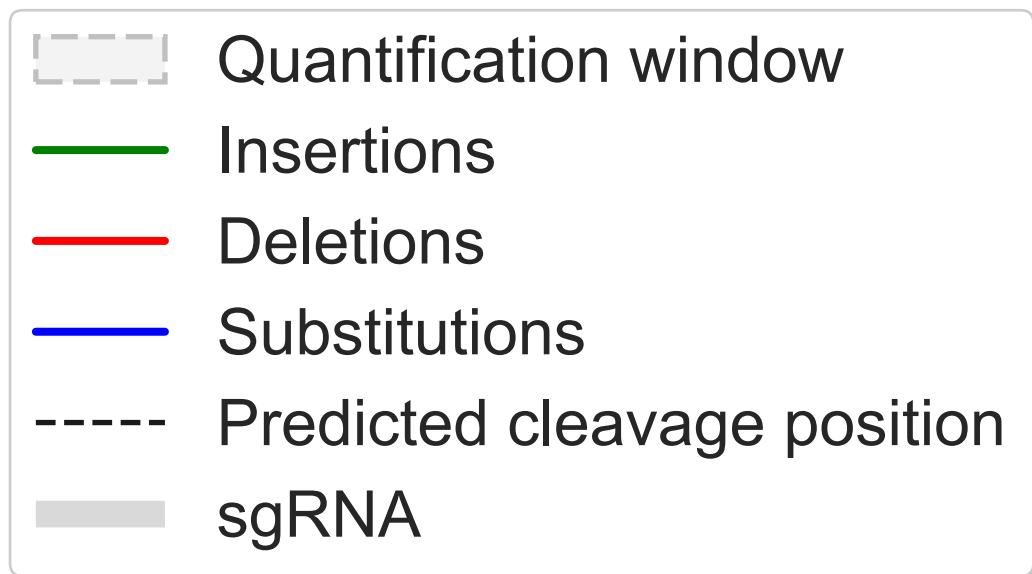 Quantification window
Insertions
Deletions
Substitutions
Predicted cleavage position
sgRNA